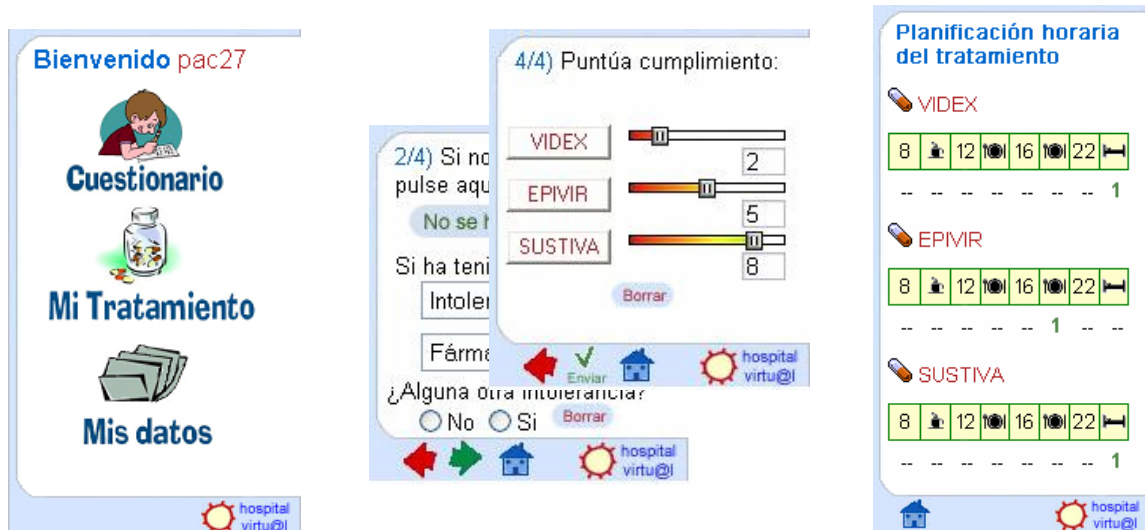 Bienvenido pac27
Cuestionario
Mi Tratamiento
Mis datos
hospital
virtu@l
2/4) Si no
pulse aqu
No se h
Si ha teni
Intoler
Fárma
¿Alguna otra intolerancia?
No Si Borrar
hospital
virtu@l
4/4) Puntúa cumplimiento:
VIDEX
2
EPIVIR
5
SUSTIVA
8
Borrar
Enviar
hospital
virtu@l
Planificación horaria
del tratamiento
VIDEX
8 12 16 22
-- -- -- -- -- -- -- 1
EPIVIR
8 12 16 22
-- -- -- -- -- 1 -- --
SUSTIVA
8 12 16 22
-- -- -- -- -- -- -- 1
hospital
virtu@l